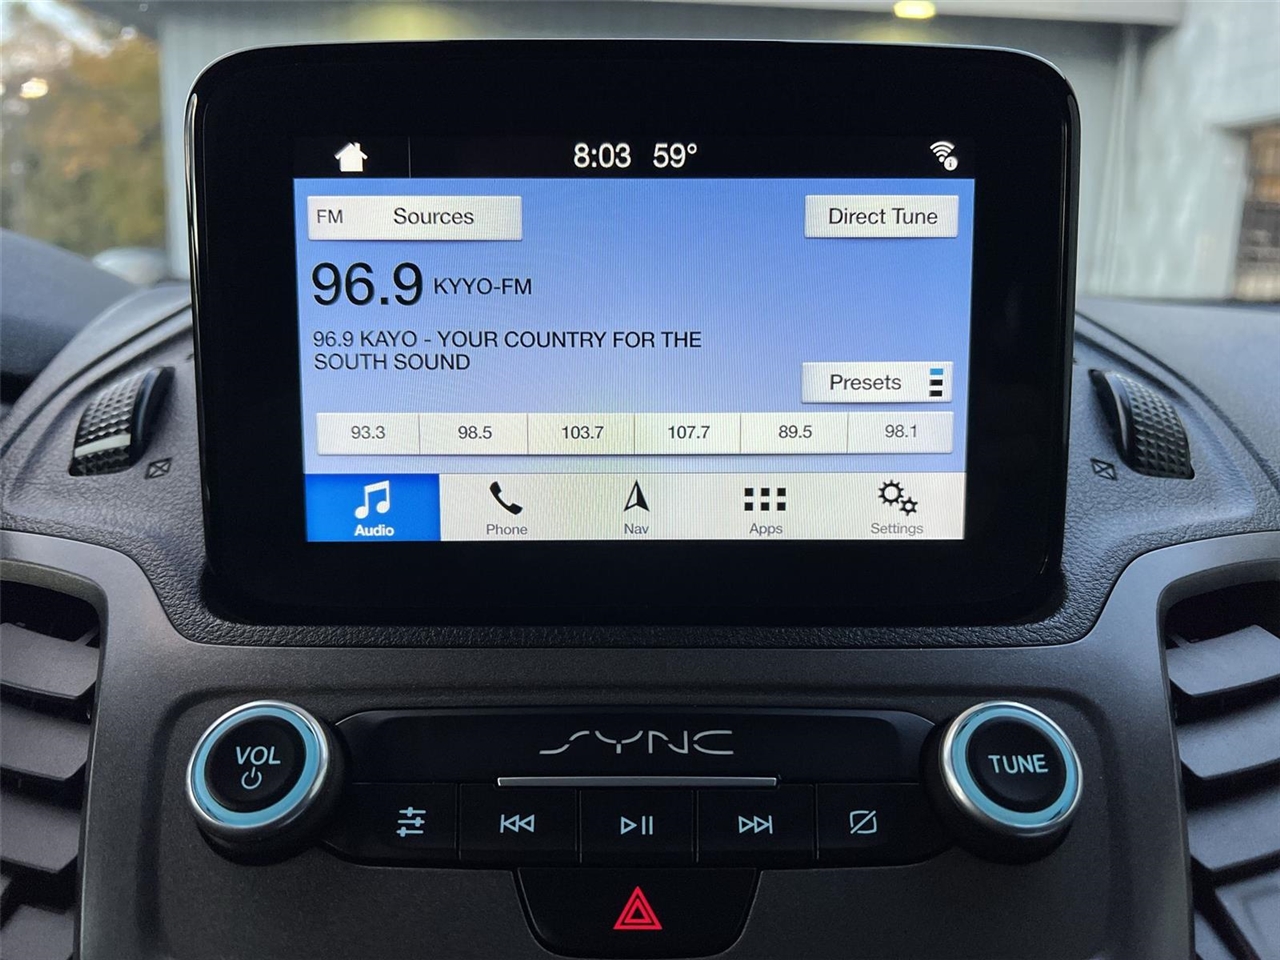 8:03 59°
FM Sources
Direct Tune
96.9 KYYO-FM
96.9 KAYO - YOUR COUNTRY FOR THE
SOUTH SOUND
Presets
93.3 98.5 103.7 107.7 89.5 98.1
Audio Phone Nav Apps Settings
SYNC
VOL
TUNE